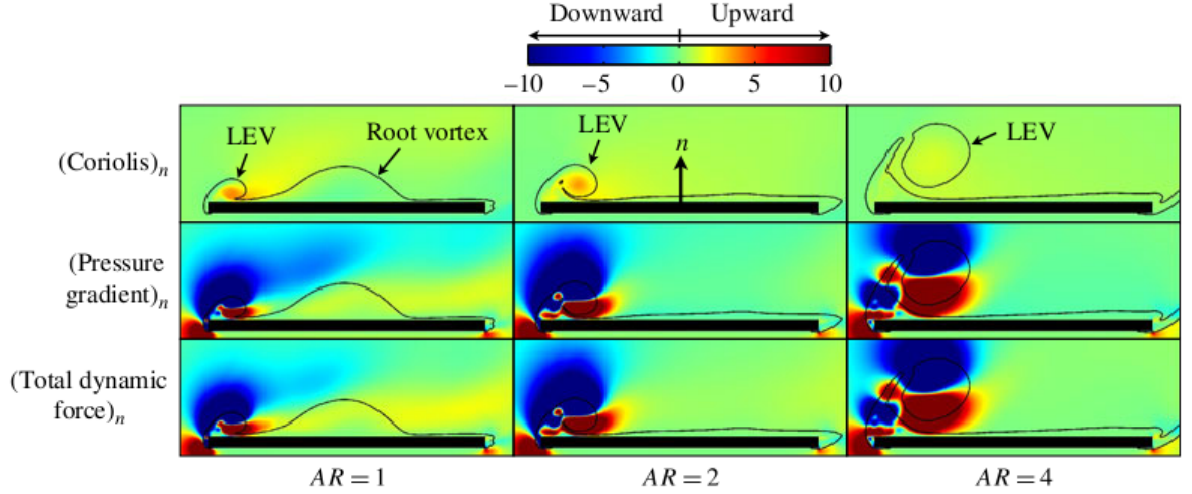 Downward Upward
−10 −5 0 5 10
(Coriolis)n
LEV
Root vortex
LEV
n
LEV
(Pressure
gradient)n
(Total dynamic
force)n
AR = 1 AR = 2 AR = 4